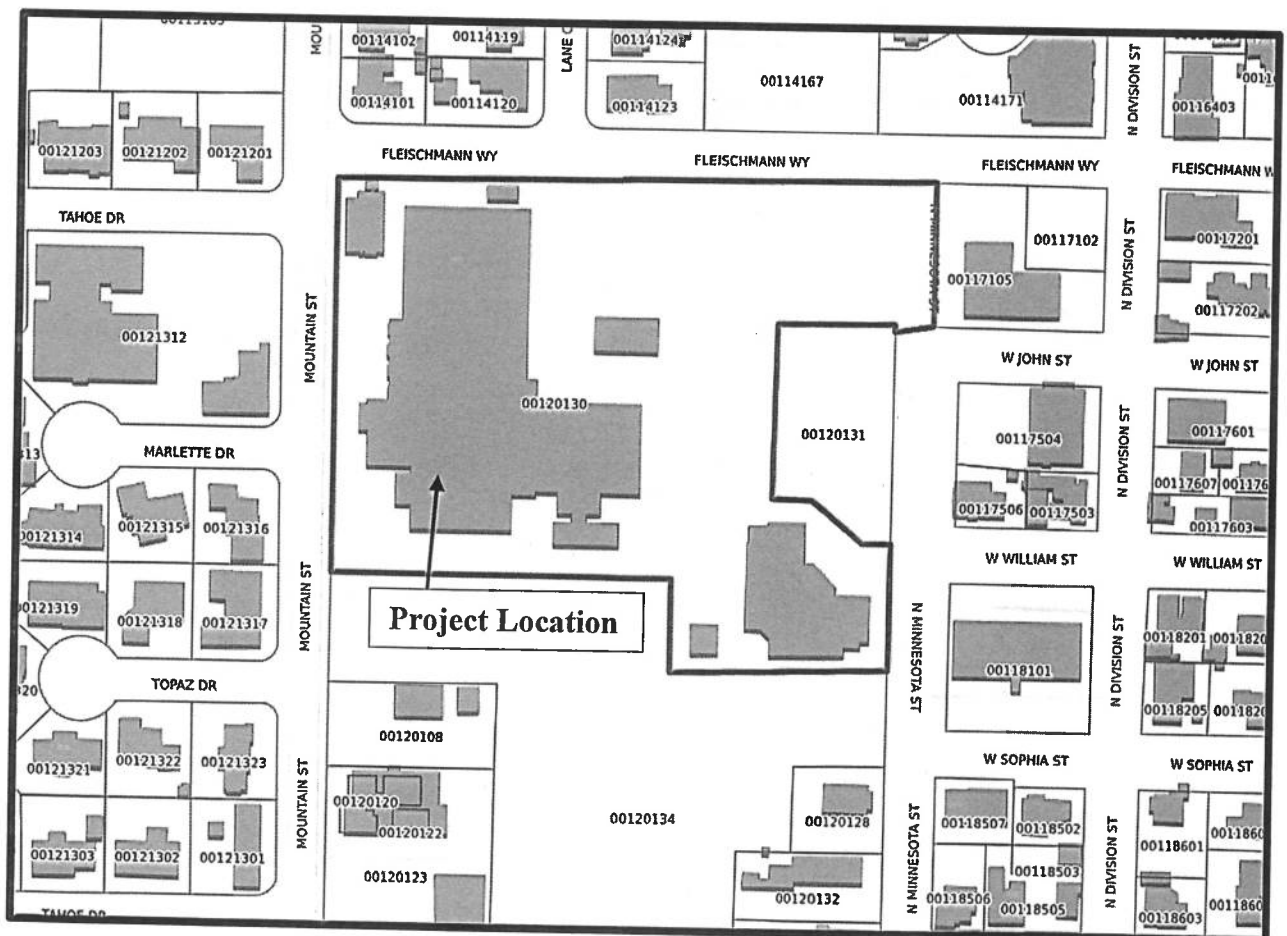 MOU
00114102
00114119
LANE C
00114124
00114167
00114101
00114120
00114123
00114171
N DIVISION ST
00116403
00121203
00121202
00121201
FLEISCHMANN WY
FLEISCHMANN WY
FLEISCHMANN WY
FLEISCHMANN W
TAHOE DR
MOUNTAIN ST
00121312
00117102
00117105
N DIVISION ST
00117201
00117202
W JOHN ST
W JOHN ST
00120130
00120131
00117504
N DIVISION ST
00117601
MARLETTE DR
00121314
00121315
00121316
00117506
00117503
00117607
00117603
W WILLIAM ST
W WILLIAM ST
MOUNTAIN ST
00121319
00121318
00121317
Project Location
N MINNESOTA ST
00118101
N DIVISION ST
00118201
00118205
TOPAZ DR
00120108
W SOPHIA ST
W SOPHIA ST
00121321
00121322
00121323
MOUNTAIN ST
00120120
00120122
00120134
00120128
N MINNESOTA ST
00118507
00118502
N DIVISION ST
00118601
00121303
00121302
00121301
00120123
00120132
00118503
00118506
00118505
00118603